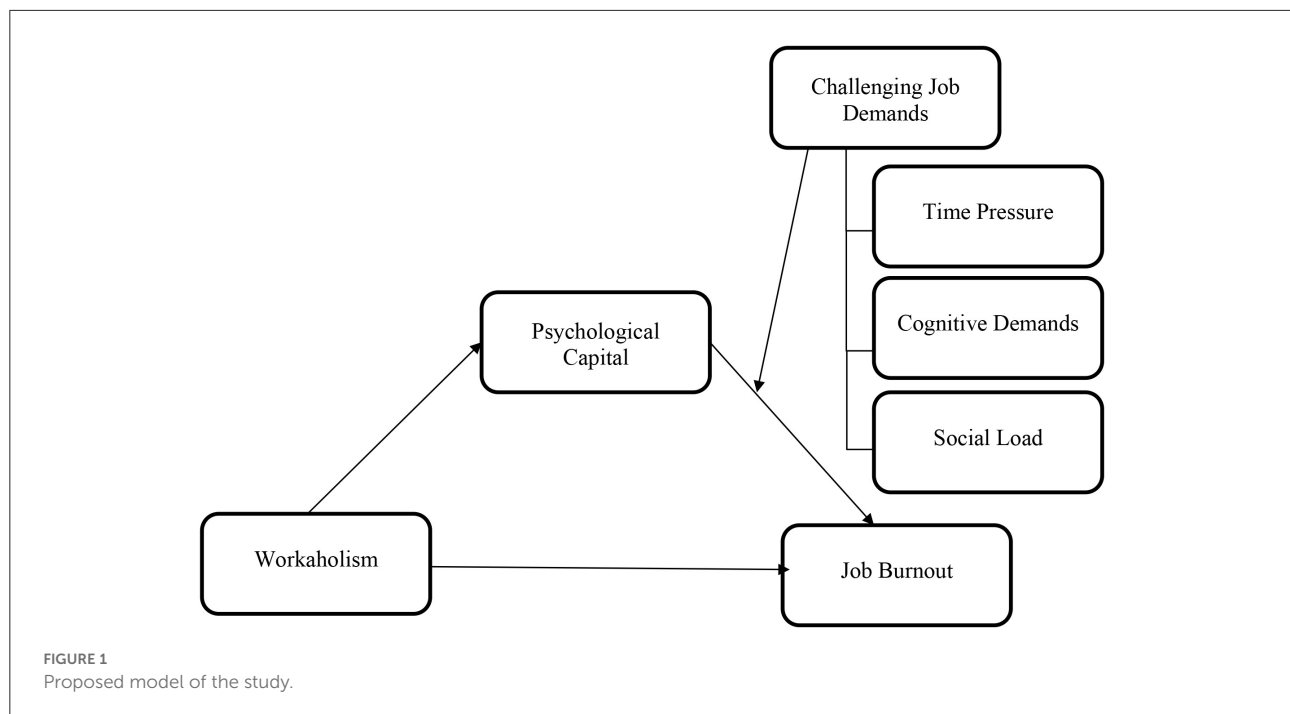 Challenging Job
Demands
Time Pressure
Cognitive Demands
Psychological
Capital
Social Load
Workaholism
Job Burnout
FIGURE 1
Proposed model of the study.